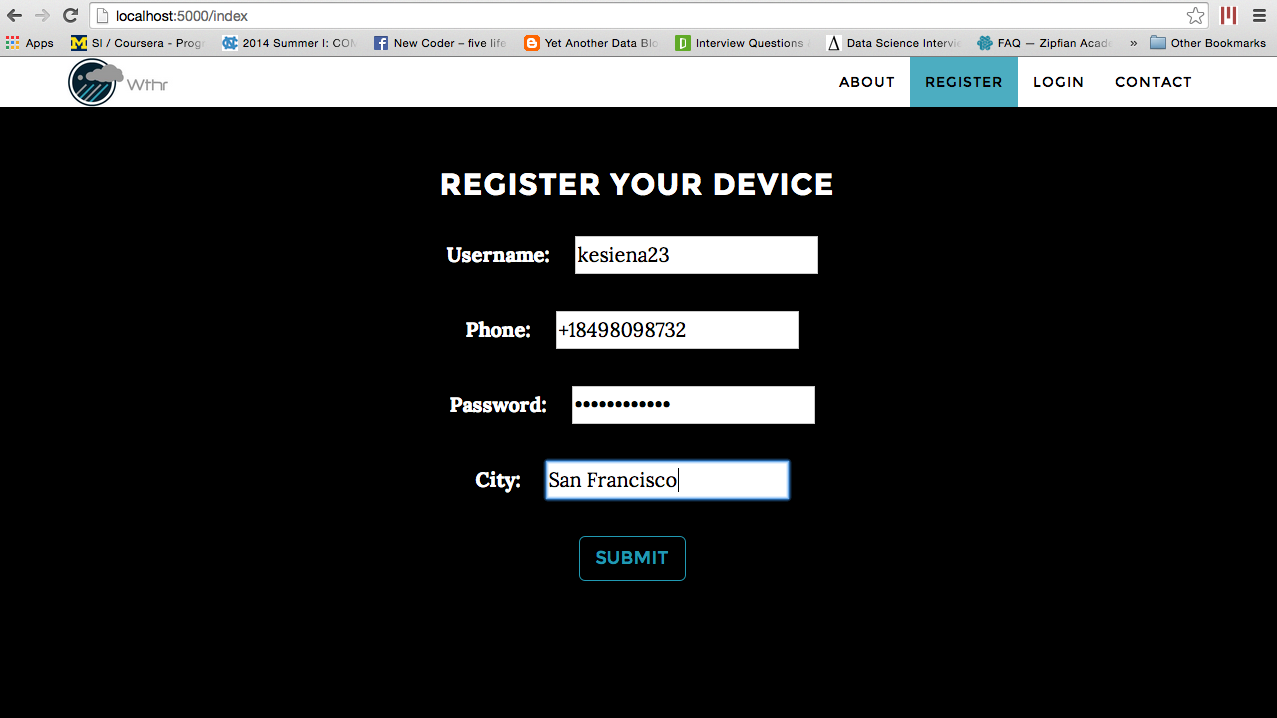 localhost:5000/index
Apps SI / Coursera - Prog 2014 Summer I: COM New Coder – five life Yet Another Data Blo Interview Questions Data Science Intervie FAQ — Zipfian Acade » Other Bookmarks
Wthr ABOUT REGISTER LOGIN CONTACT
REGISTER YOUR DEVICE
Username: kesiena23
Phone: +18498098732
Password: ••••••••••••
City: San Francisco
SUBMIT